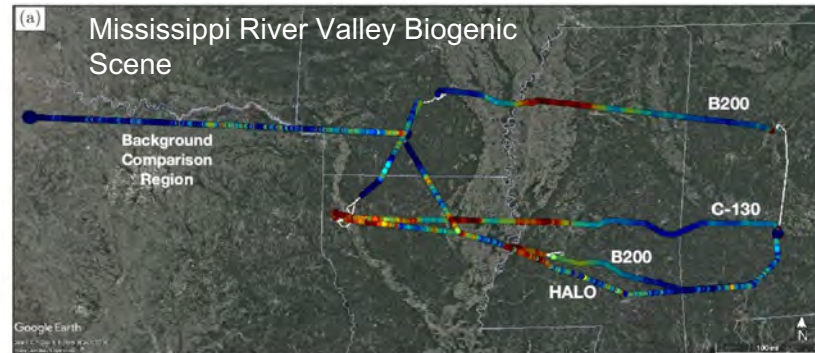 (a)
Mississippi River Valley Biogenic
Scene
B200
Background
Comparison
Region
C-130
B200
HALO
Google Earth
N